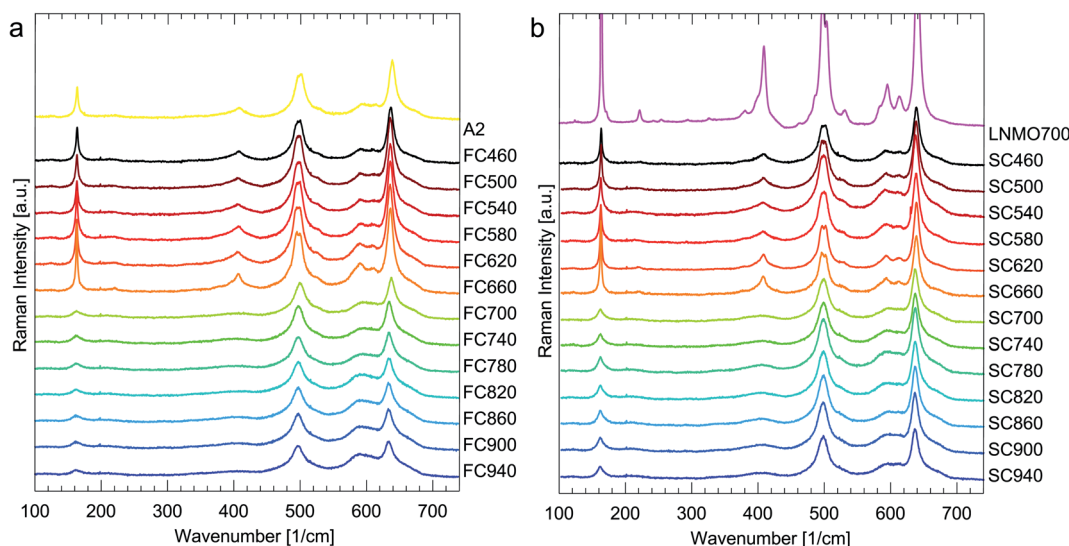 a
Raman Intensity [a.u.]
A2
FC460
FC500
FC540
FC580
FC620
FC660
FC700
FC740
FC780
FC820
FC860
FC900
FC940
100 200 300 400 500 600 700
Wavenumber [1/cm]
b
Raman Intensity [a.u.]
LNMO700
SC460
SC500
SC540
SC580
SC620
SC660
SC700
SC740
SC780
SC820
SC860
SC900
SC940
100 200 300 400 500 600 700
Wavenumber [1/cm]